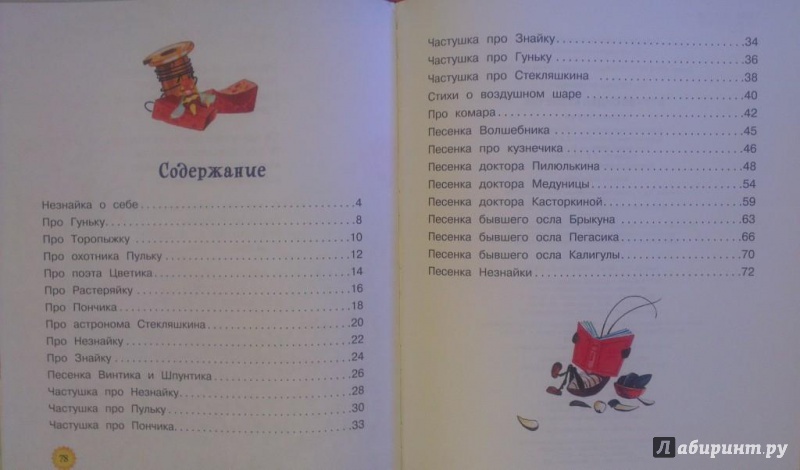 Содержание
Незнайка о себе 4
Про Гуньку 8
Про Торопыжку 10
Про охотника Пульку 12
Про поэта Цветика 14
Про Растеряйку 16
Про Пончика 18
Про астронома Стекляшкина 20
Про Незнайку 22
Про Знайку 24
Песенка Винтика и Шпунтика 26
Частушка про Незнайку 28
Частушка про Пульку 30
Частушка про Пончика 33
78
Частушка про Знайку 34
Частушка про Гуньку 36
Частушка про Стекляшкина 38
Стихи о воздушном шаре 40
Про комара 42
Песенка Волшебника 45
Песенка про кузнечика 46
Песенка доктора Пилюлькина 48
Песенка доктора Медуницы 54
Песенка доктора Касторкиной 59
Песенка бывшего осла Брыкуна 63
Песенка бывшего осла Пегасика 66
Песенка бывшего осла Калигулы 70
Песенка Незнайки 72
Лабиринт.ру